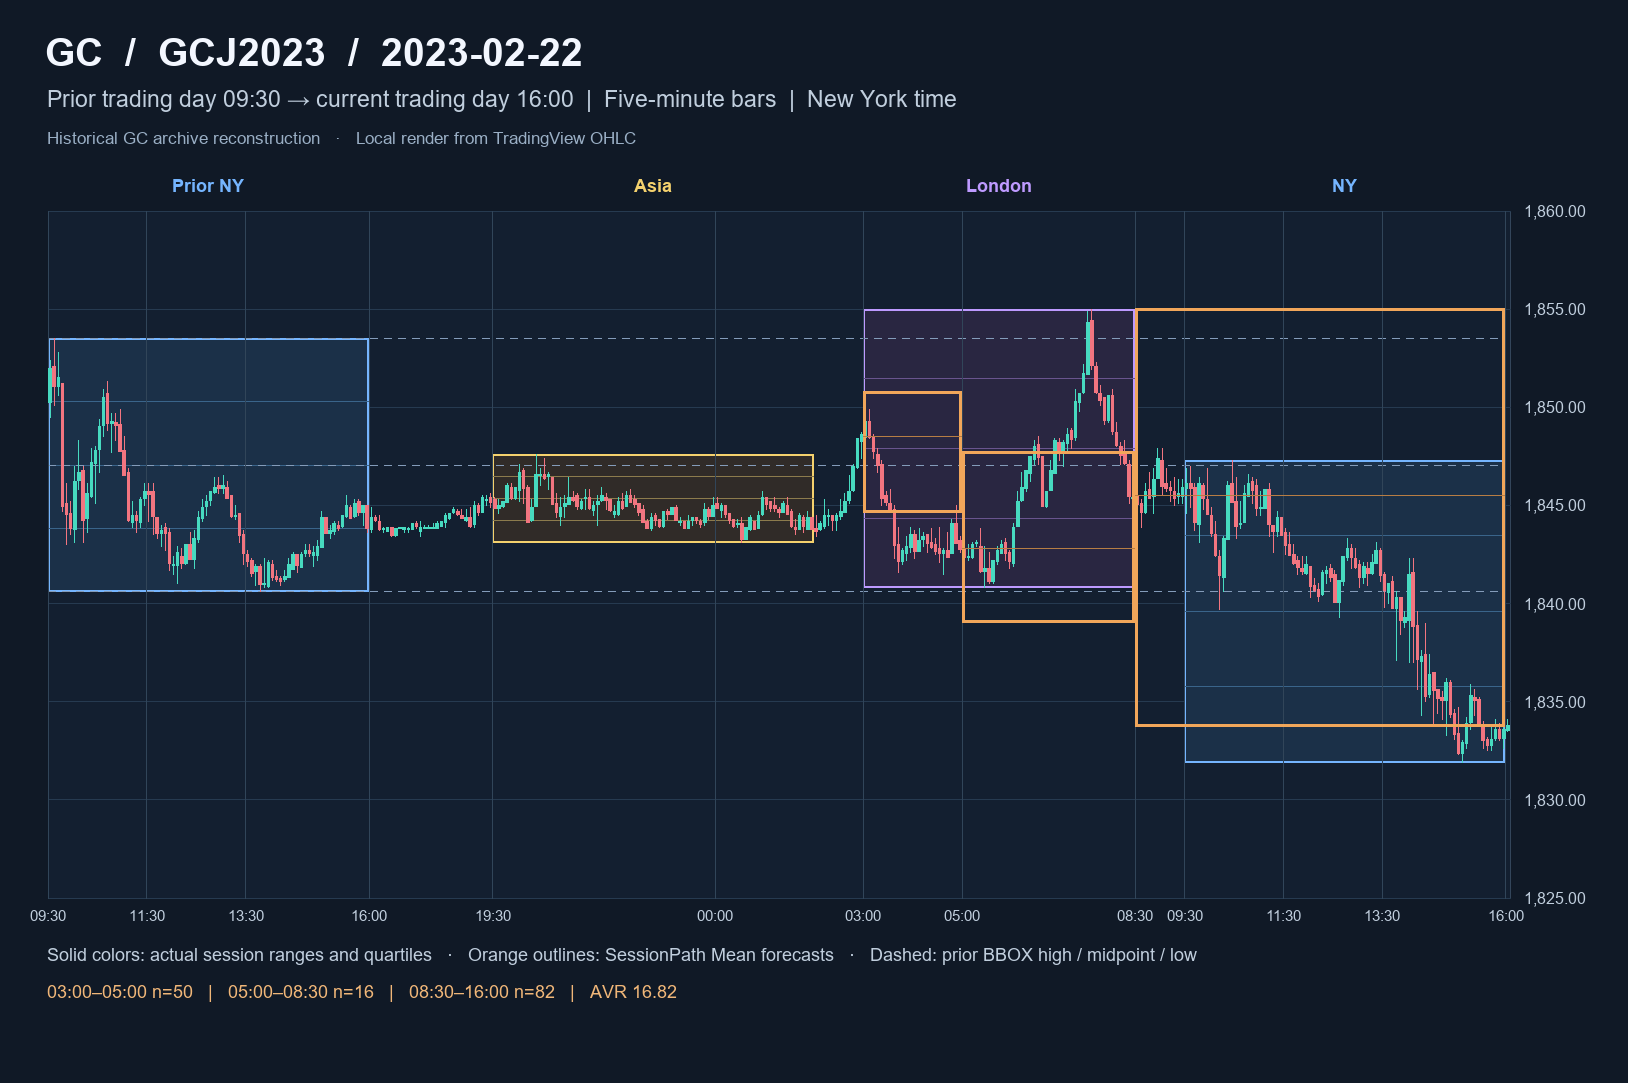 GC / GCJ2023 / 2023-02-22
Prior trading day 09:30 → current trading day 16:00 | Five-minute bars | New York time
Historical GC archive reconstruction · Local render from TradingView OHLC
Prior NY Asia London NY
1,860.00
1,855.00
1,850.00
1,845.00
1,840.00
1,835.00
1,830.00
1,825.00
09:30 11:30 13:30 16:00 19:30 00:00 03:00 05:00 08:30 09:30 11:30 13:30 16:00
Solid colors: actual session ranges and quartiles · Orange outlines: SessionPath Mean forecasts · Dashed: prior BBOX high / midpoint / low
03:00–05:00 n=50 | 05:00–08:30 n=16 | 08:30–16:00 n=82 | AVR 16.82